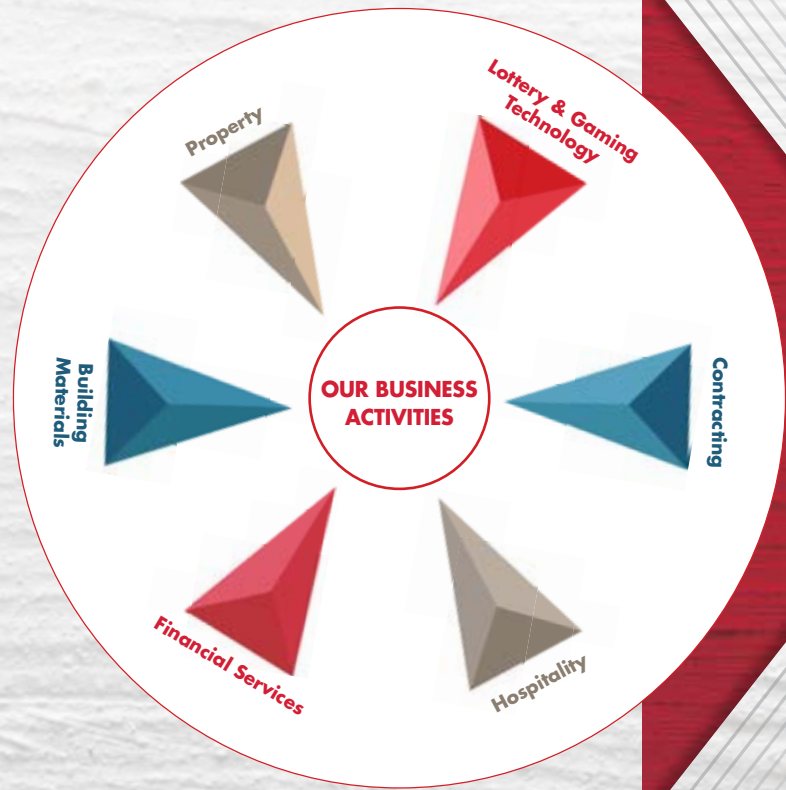 Lottery & Gaming
Technology
Property
Building
Materials
OUR BUSINESS
ACTIVITIES
Contracting
Financial Services
Hospitality